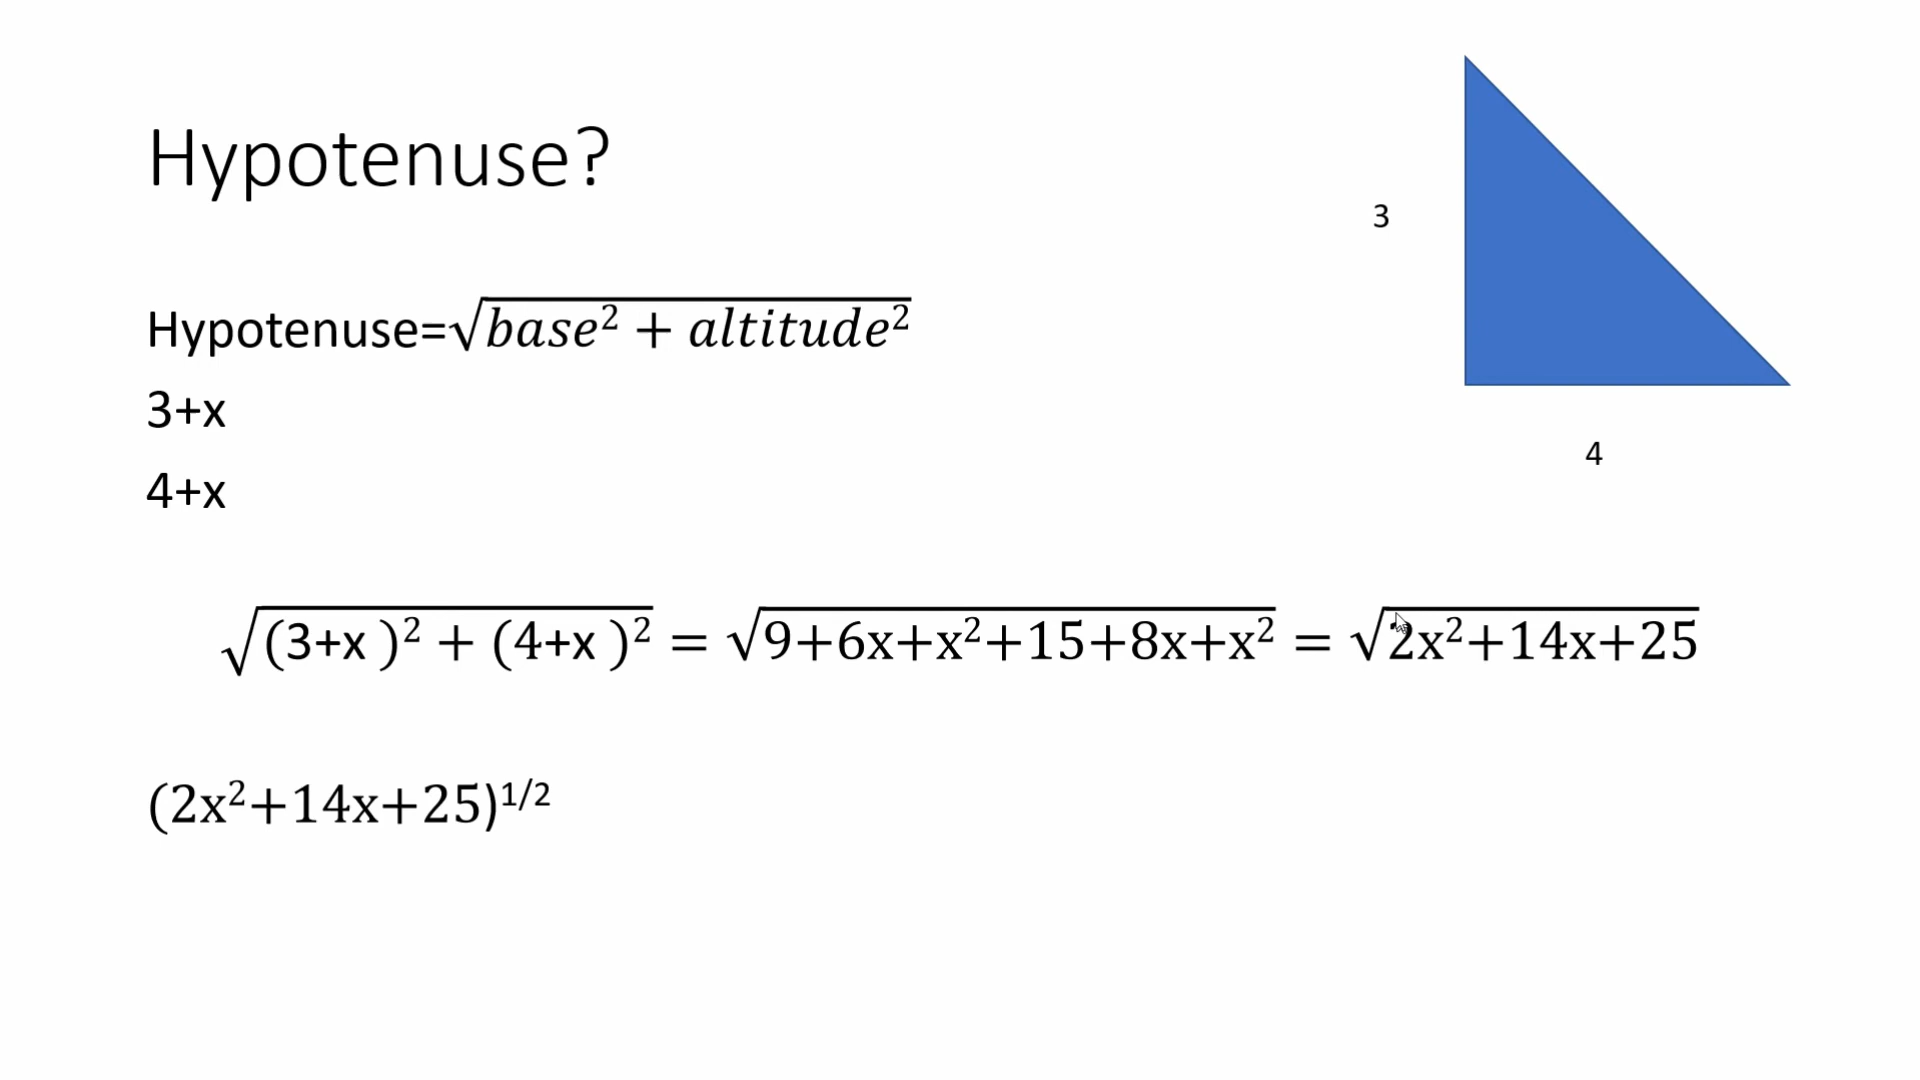 Hypotenuse?
3
Hypotenuse=√base² + altitude²
3+x
4+x
4
√(3+x )² + (4+x )² = √9+6x+x²+15+8x+x² = √2x²+14x+25
(2x²+14x+25)¹/²